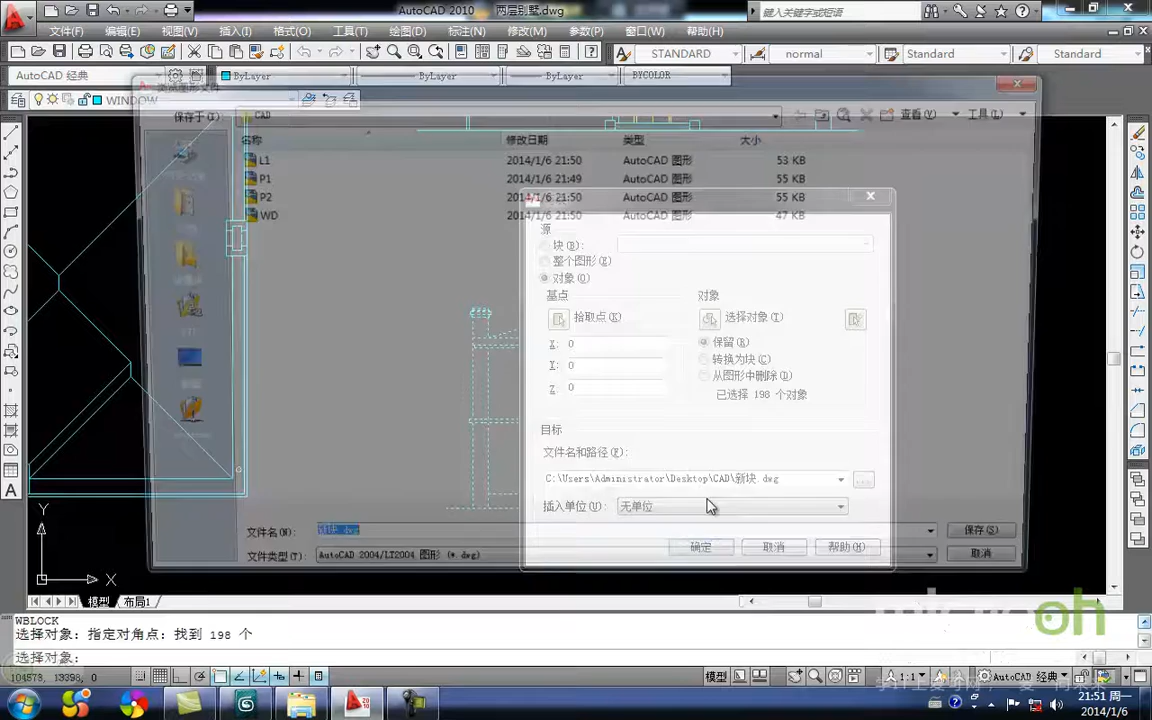 AutoCAD 2010 两层别墅.dwg
键入关键字或短语
文件(F) 编辑(E) 视图(V) 插入(I) 格式(O) 工具(T) 绘图(D) 标注(N) 修改(M) 参数(P) 窗口(W) 帮助(H)
STANDARD normal Standard Standard
AutoCAD 经典 ByLayer ByLayer ByLayer BYCOLOR
WINDOW
保存于(I): CAD 查看(V) 工具(L)
名称 修改日期 类型 大小
L1 2014/1/6 21:50 AutoCAD 图形 53 KB
P1 2014/1/6 21:49 AutoCAD 图形 55 KB
P2 2014/1/6 21:50 AutoCAD 图形 55 KB
WD 2014/1/6 21:50 AutoCAD 图形 47 KB
源
块(B):
整个图形(E)
对象(O)
基点 对象
拾取点(K) 选择对象(T)
X: 0 保留(R)
Y: 0 转换为块(C)
Z: 0 从图形中删除(D)
已选择 198 个对象
目标
文件名和路径(F):
C:\Users\Administrator\Desktop\CAD\新块.dwg
插入单位(U): 无单位
确定 取消 帮助(H)
文件名(N): 新块.dwg 保存(S)
文件类型(T): AutoCAD 2004/LT2004 图形 (*.dwg) 取消
Y
X
模型 布局1
WBLOCK
选择对象: 指定对角点: 找到 198 个
选择对象:
104573, 13398, 0 模型 1:1 AutoCAD 经典
21:51 周一
2014/1/6
oh